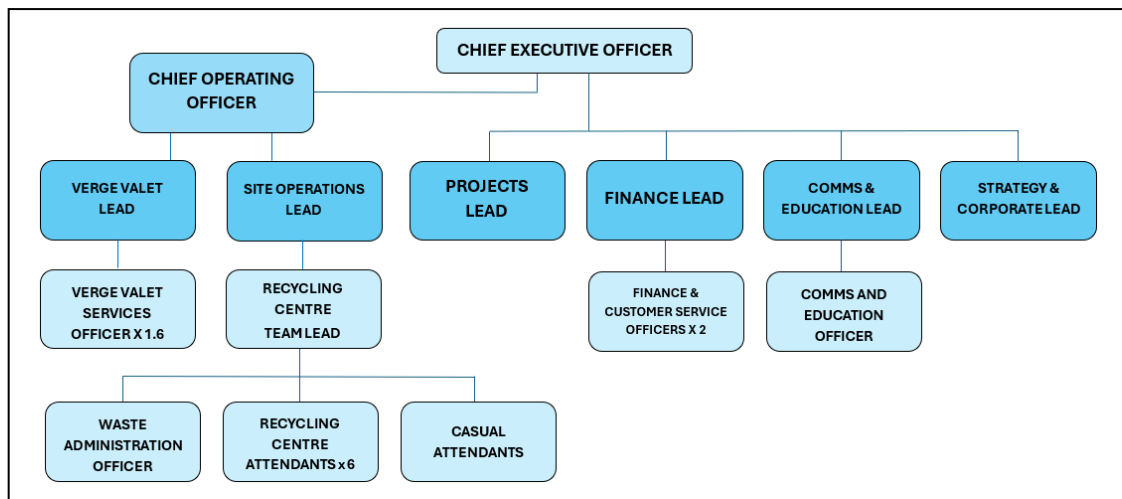 CHIEF EXECUTIVE OFFICER
CHIEF OPERATING
OFFICER
VERGE VALET
LEAD
SITE OPERATIONS
LEAD
PROJECTS
LEAD
FINANCE LEAD
COMMS &
EDUCATION LEAD
STRATEGY &
CORPORATE LEAD
VERGE VALET
SERVICES
OFFICER X 1.6
RECYCLING
CENTRE
TEAM LEAD
FINANCE &
CUSTOMER SERVICE
OFFICERS X 2
COMMS AND
EDUCATION
OFFICER
WASTE
ADMINISTRATION
OFFICER
RECYCLING
CENTRE
ATTENDANTS x 6
CASUAL
ATTENDANTS